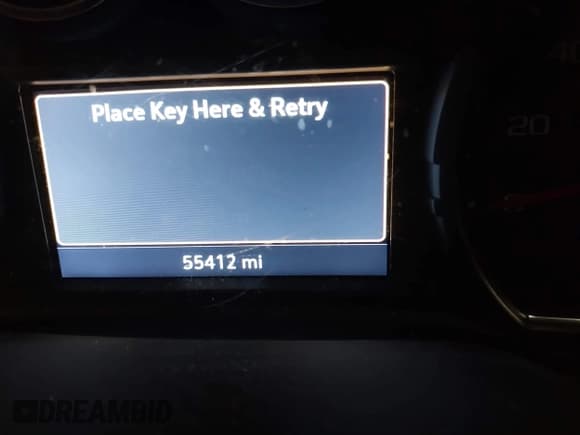 Place Key Here & Retry
55412 mi
20
DREAMBID